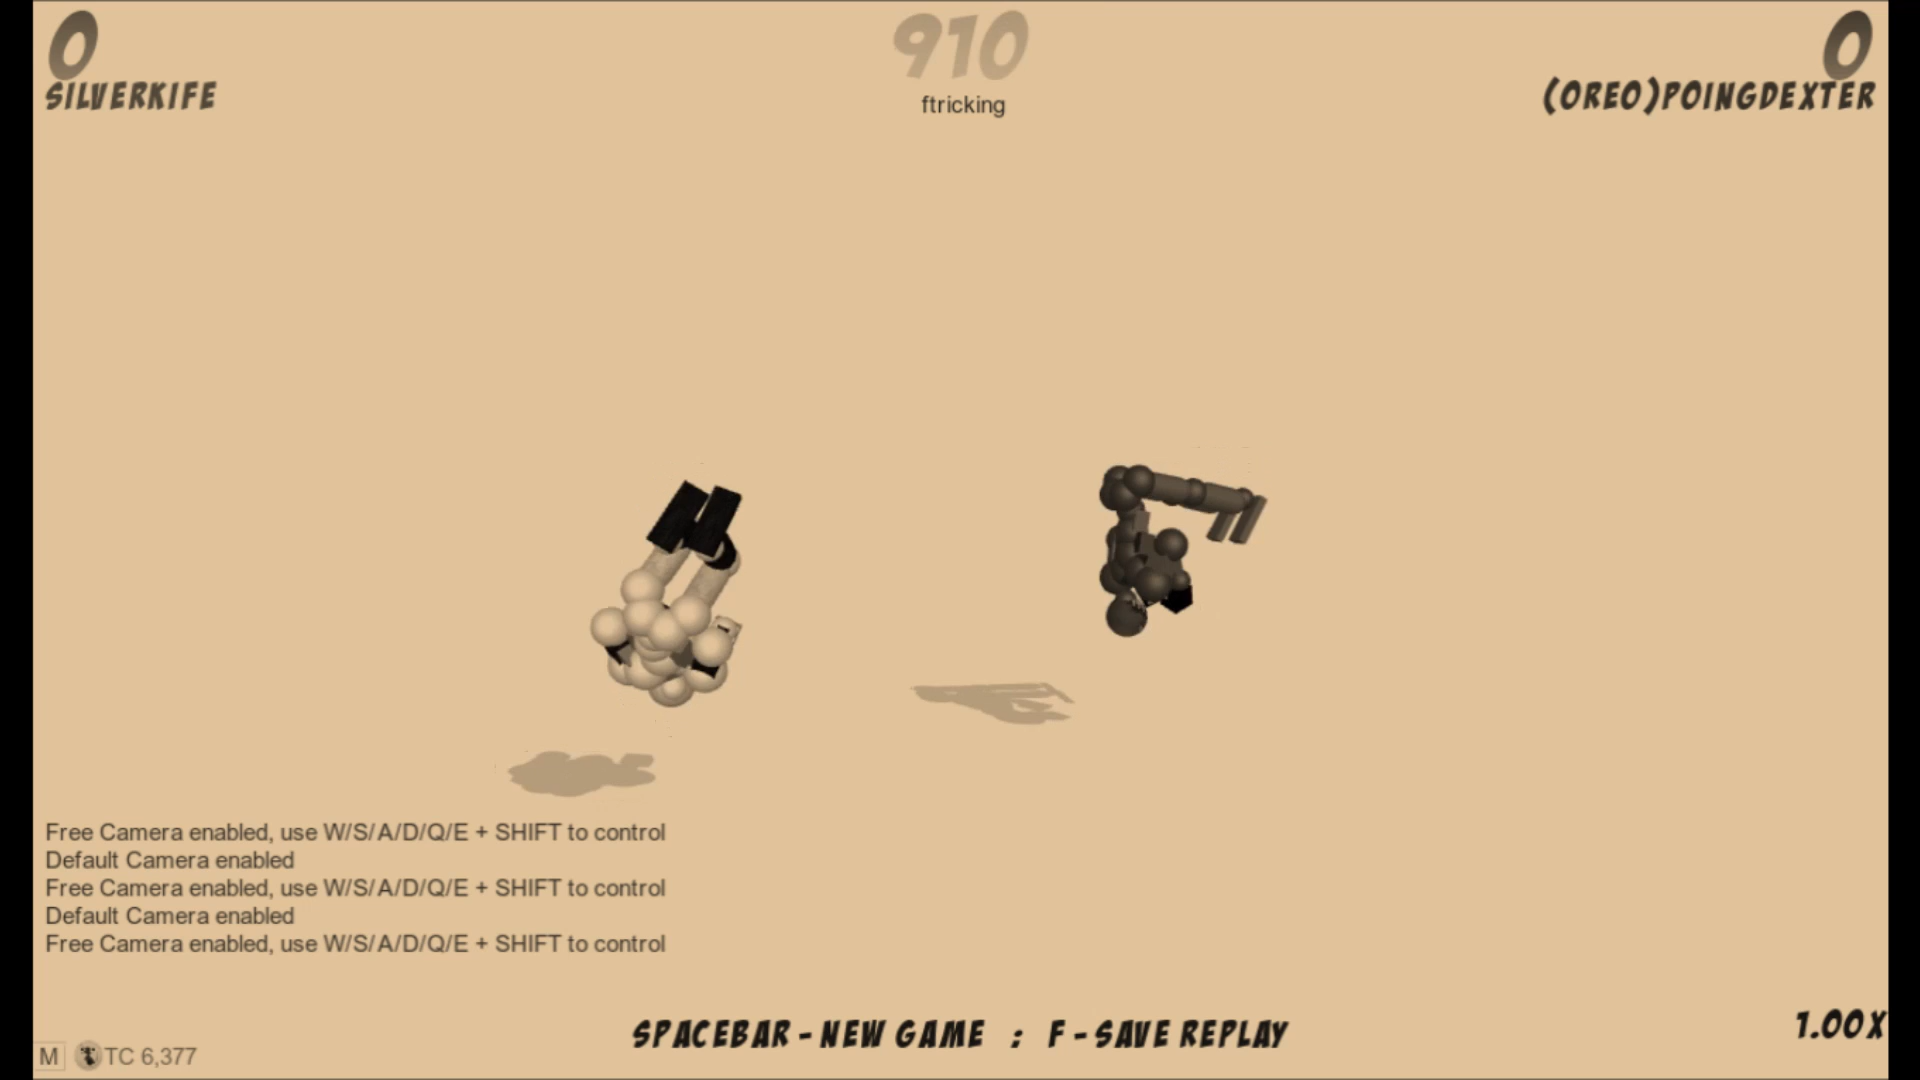 0
910
0
SILVERKIFE
ftricking
(OREO)POINGDEXTER
Free Camera enabled, use W/S/A/D/Q/E + SHIFT to control
Default Camera enabled
Free Camera enabled, use W/S/A/D/Q/E + SHIFT to control
Default Camera enabled
Free Camera enabled, use W/S/A/D/Q/E + SHIFT to control
SPACEBAR - NEW GAME : F - SAVE REPLAY
1.00X
M TC 6,377